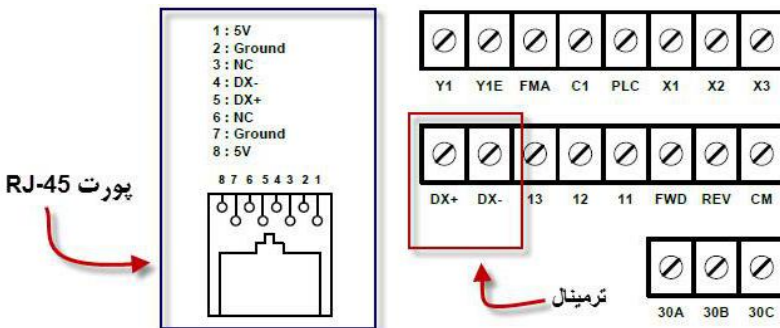 1 : 5V
2 : Ground
3 : NC
4 : DX-
5 : DX+
6 : NC
7 : Ground
8 : 5V
8 7 6 5 4 3 2 1
پورت RJ-45
Y1 Y1E FMA C1 PLC X1 X2 X3
DX+ DX- 13 12 11 FWD REV CM
ترمینال
30A 30B 30C